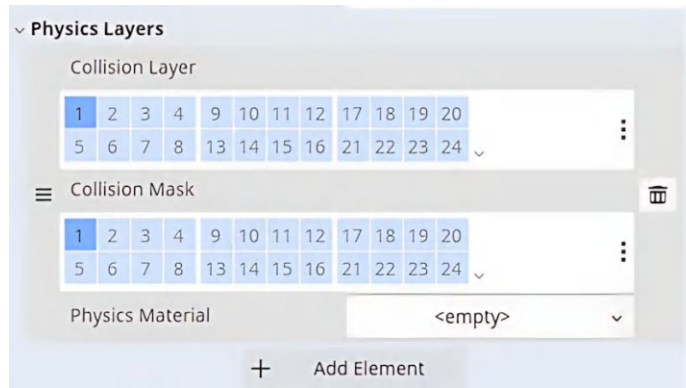 Physics Layers
Collision Layer
1 2 3 4 9 10 11 12 17 18 19 20
5 6 7 8 13 14 15 16 21 22 23 24
Collision Mask
1 2 3 4 9 10 11 12 17 18 19 20
5 6 7 8 13 14 15 16 21 22 23 24
Physics Material <empty>
+ Add Element